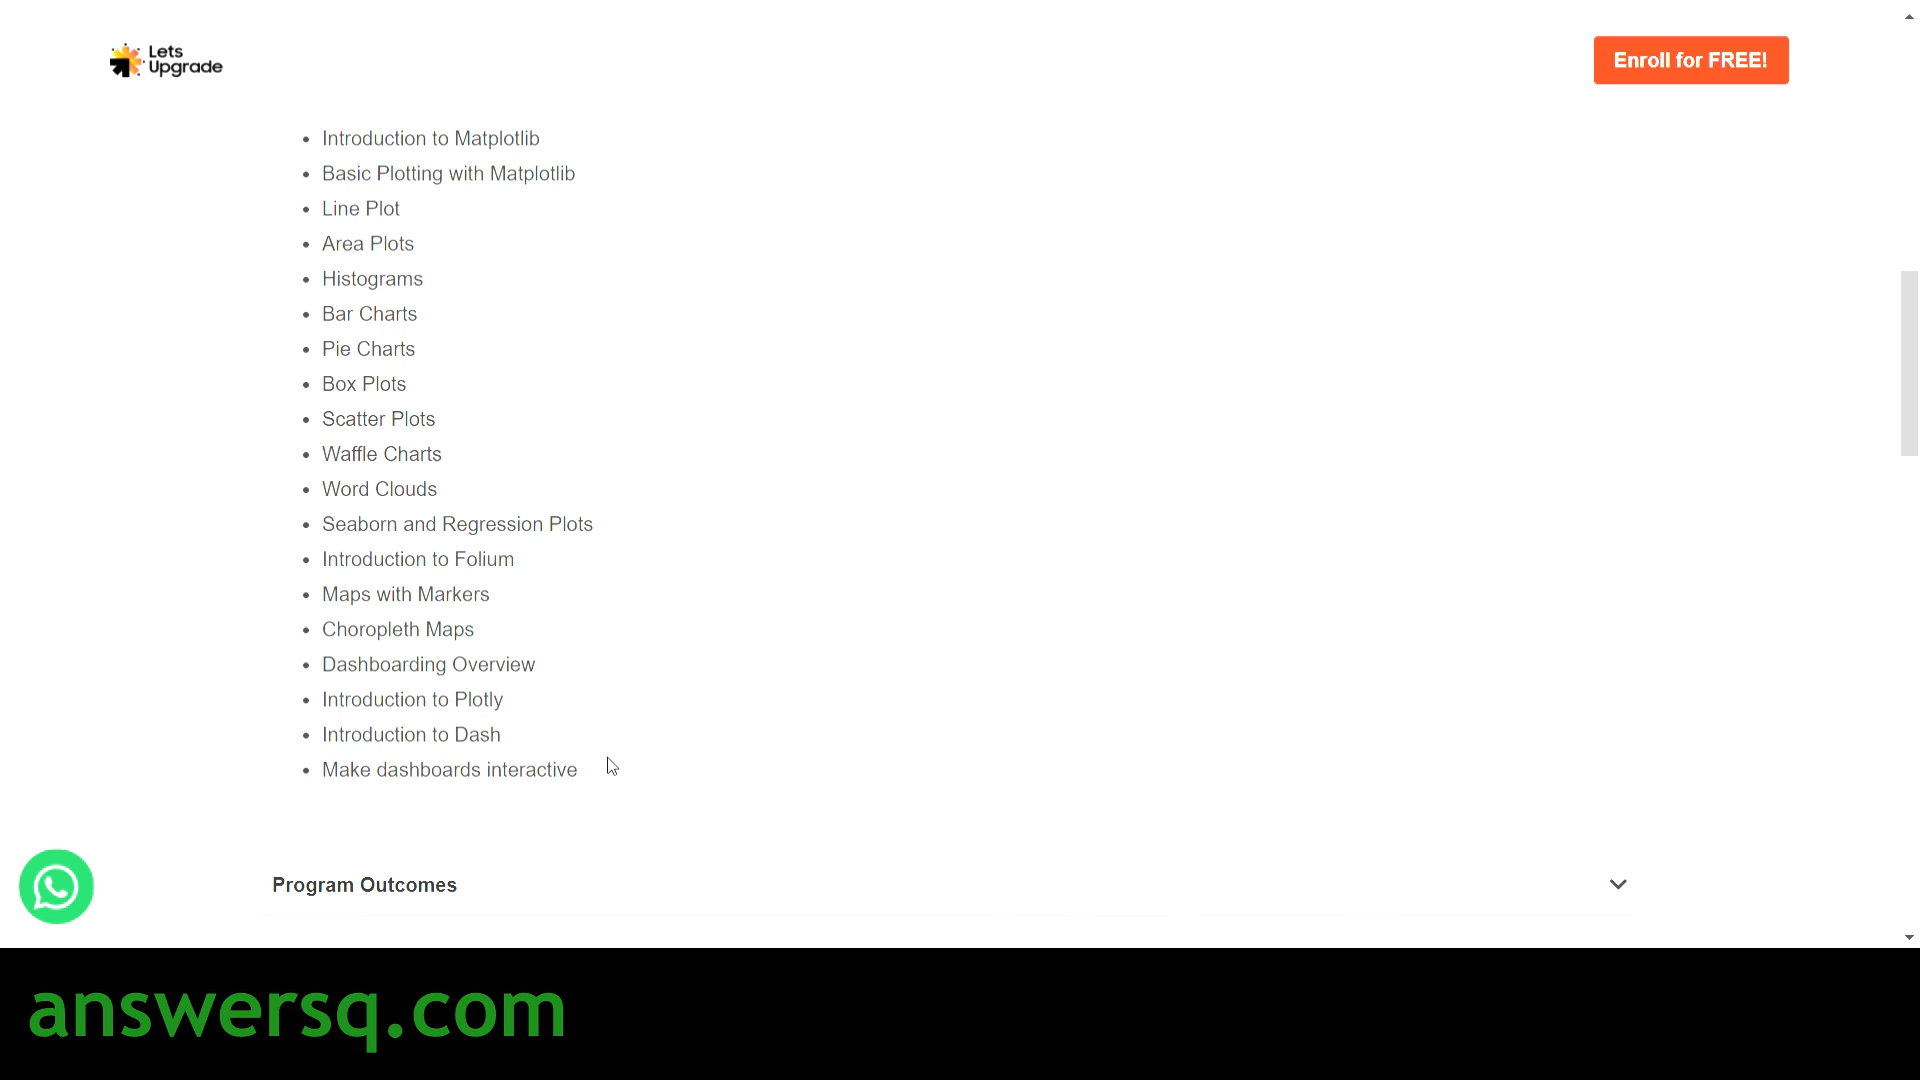 Lets
Upgrade
Enroll for FREE!
• Introduction to Matplotlib
• Basic Plotting with Matplotlib
• Line Plot
• Area Plots
• Histograms
• Bar Charts
• Pie Charts
• Box Plots
• Scatter Plots
• Waffle Charts
• Word Clouds
• Seaborn and Regression Plots
• Introduction to Folium
• Maps with Markers
• Choropleth Maps
• Dashboarding Overview
• Introduction to Plotly
• Introduction to Dash
• Make dashboards interactive
Program Outcomes
answersq.com